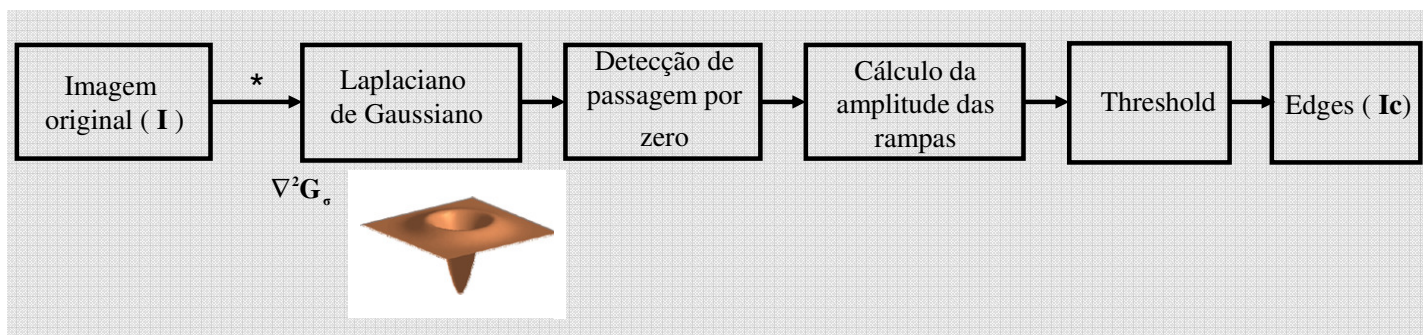 Imagem
original ( I )
*
Laplaciano
de Gaussiano
Detecção de
passagem por
zero
Cálculo da
amplitude das
rampas
Threshold
Edges ( Ic)
∇²Gσ